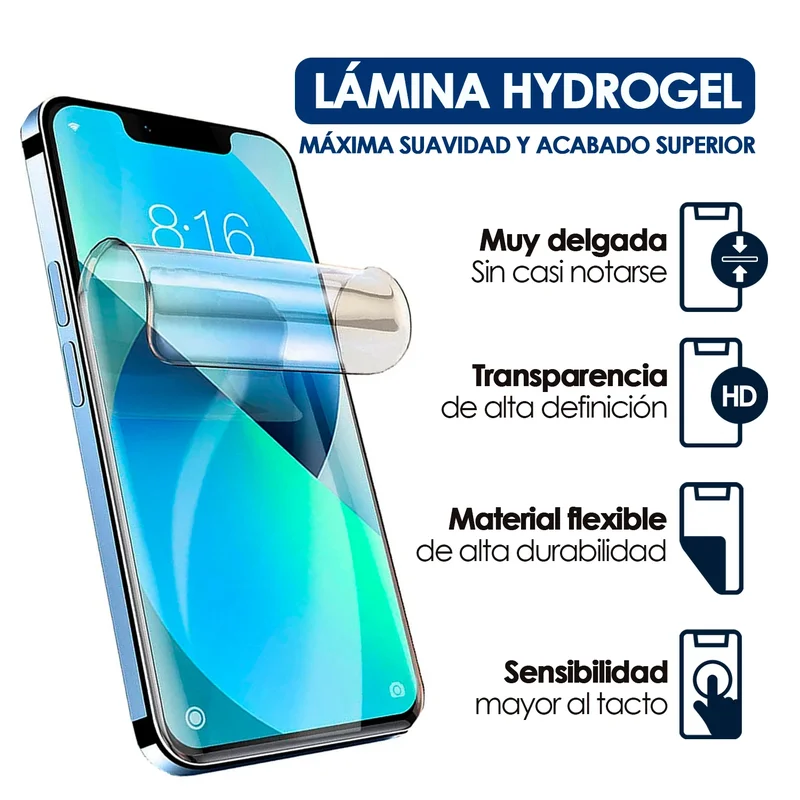 LÁMINA HYDROGEL
MÁXIMA SUAVIDAD Y ACABADO SUPERIOR
8:16
Muy delgada
Sin casi notarse
Transparencia
de alta definición
HD
Material flexible
de alta durabilidad
Sensibilidad
mayor al tacto